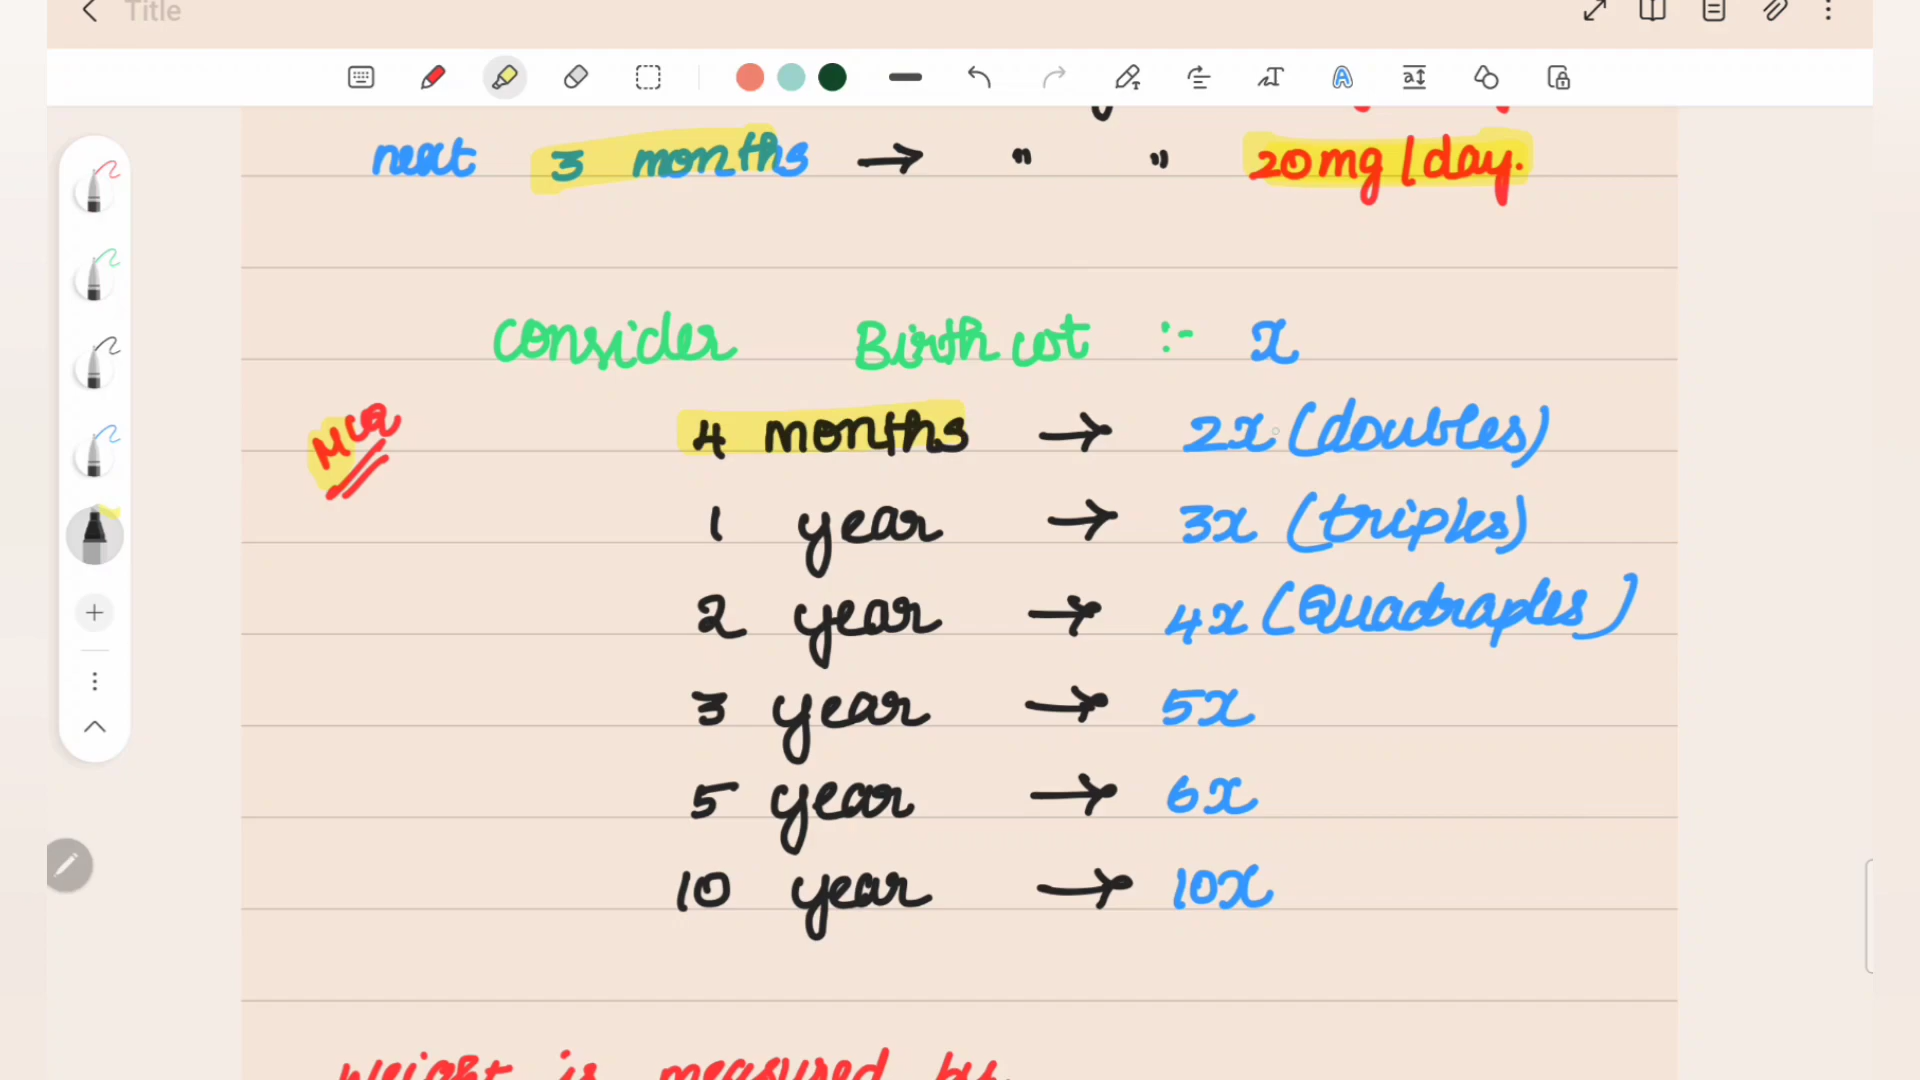 Title
next 3 months → " " 20mg/day.
Consider Birth wt :- x
MCQ
4 months → 2x (doubles)
1 year → 3x (triples)
2 year → 4x (Quadraples)
3 year → 5x
5 year → 6x
10 year → 10x
weight is measured by